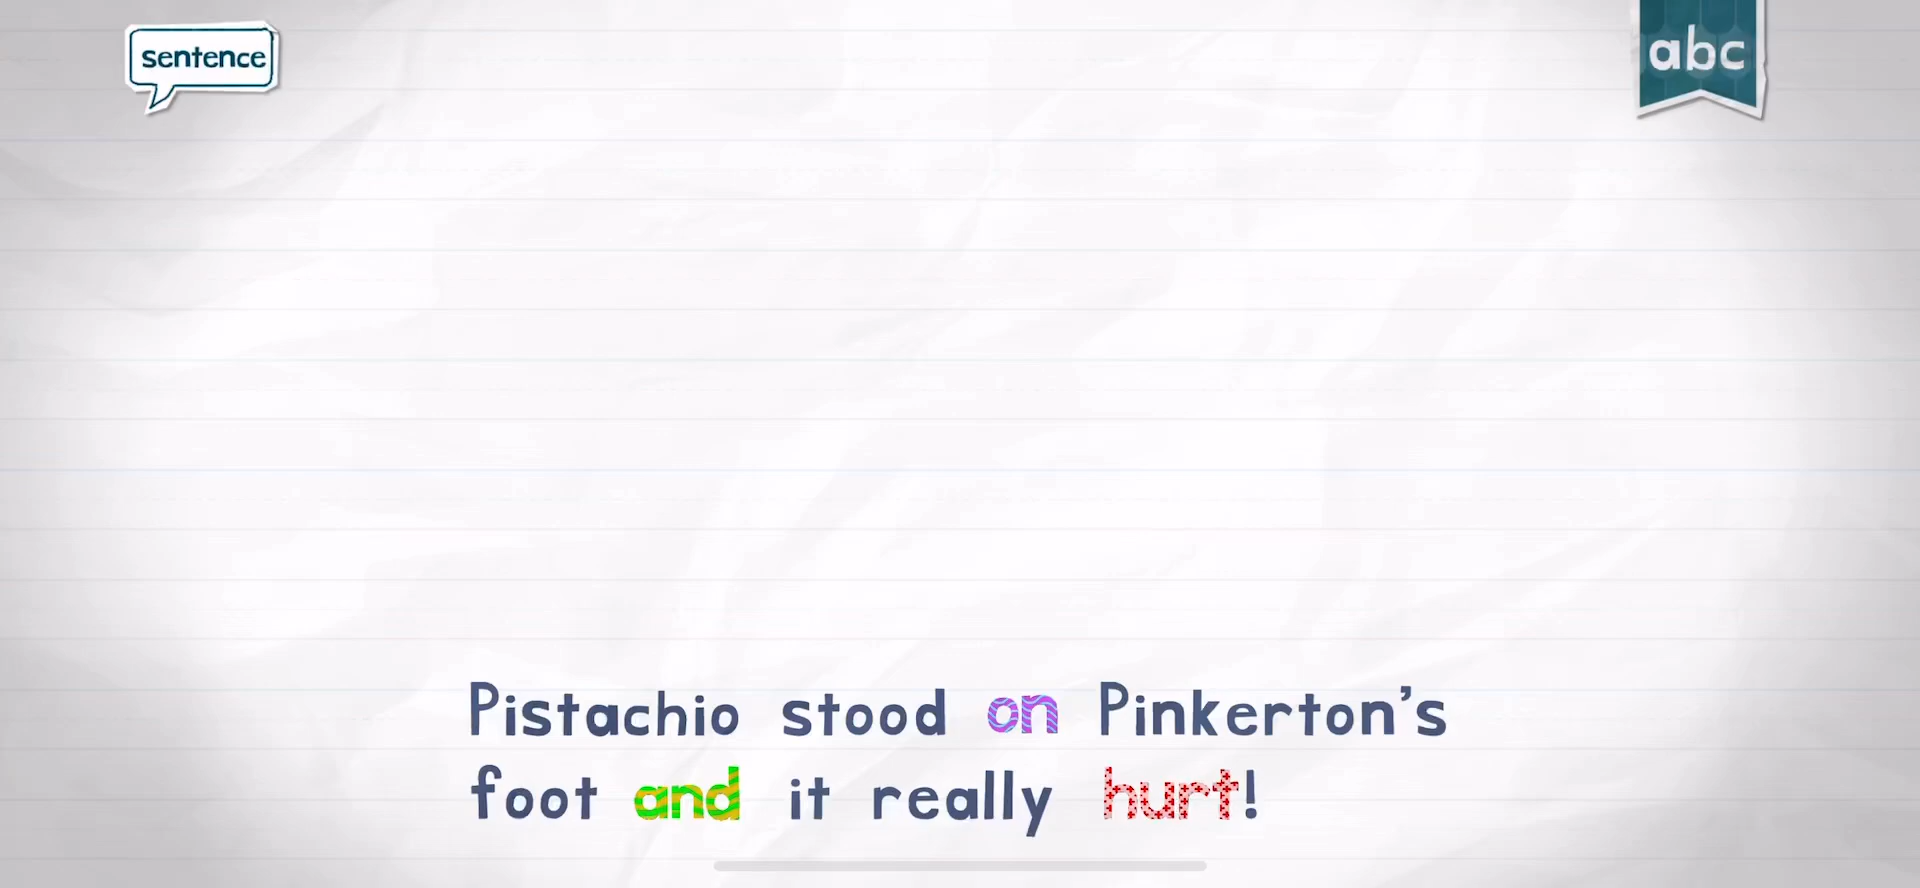 sentence
abc
Pistachio stood on Pinkerton's
foot and it really hurt!